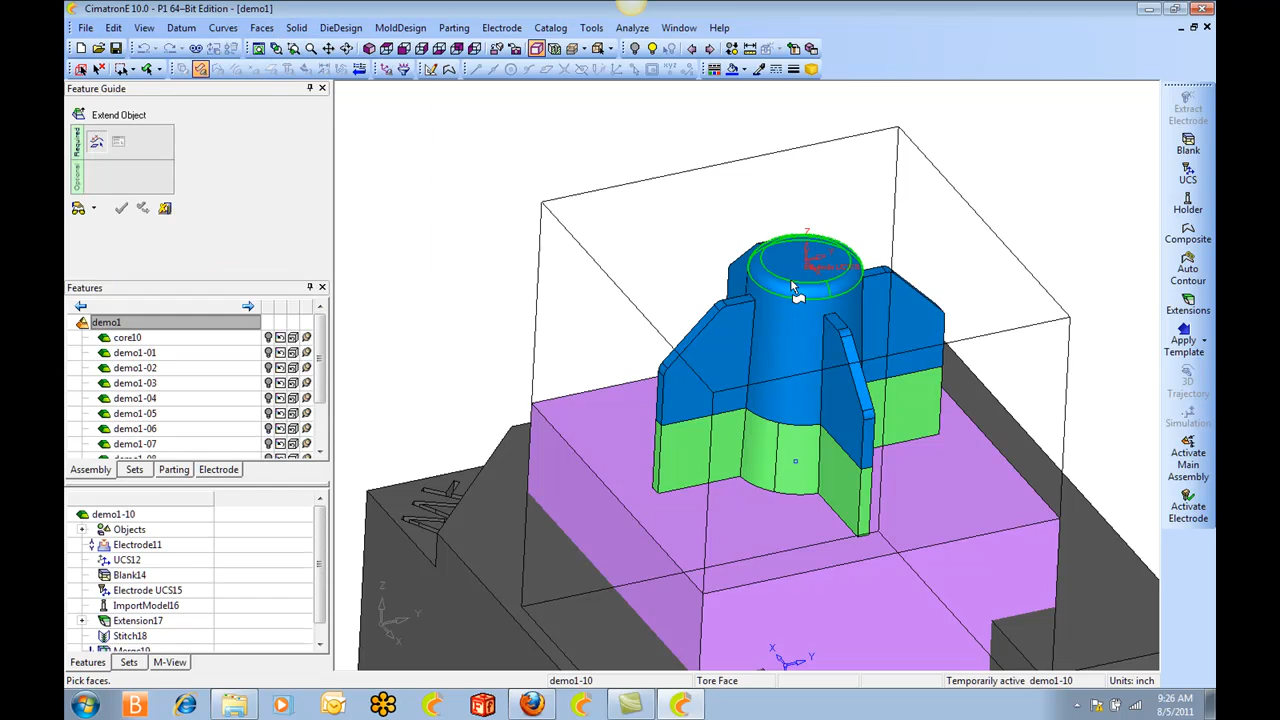 CimatronE 10.0 - P1 64-Bit Edition - [demo1]
File Edit View Datum Curves Faces Solid DieDesign MoldDesign Parting Electrode Catalog Tools Analyze Window Help
Feature Guide
Extend Object
Required
Optional
Features
demo1
core10
demo1-01
demo1-02
demo1-03
demo1-04
demo1-05
demo1-06
demo1-07
Assembly Sets Parting Electrode
demo1-10
Objects
Electrode11
UCS12
Blank14
Electrode UCS15
ImportModel16
Extension17
Stitch18
Features Sets M-View
Z
Z
Y
X
X
Y
Extract Electrode
Blank
UCS
Holder
Composite
Auto Contour
Extensions
Apply Template
3D Trajectory
Simulation
Activate Main Assembly
Activate Electrode
Pick faces. demo1-10 Tore Face Temporarily active demo1-10 Units: inch
9:26 AM
8/5/2011